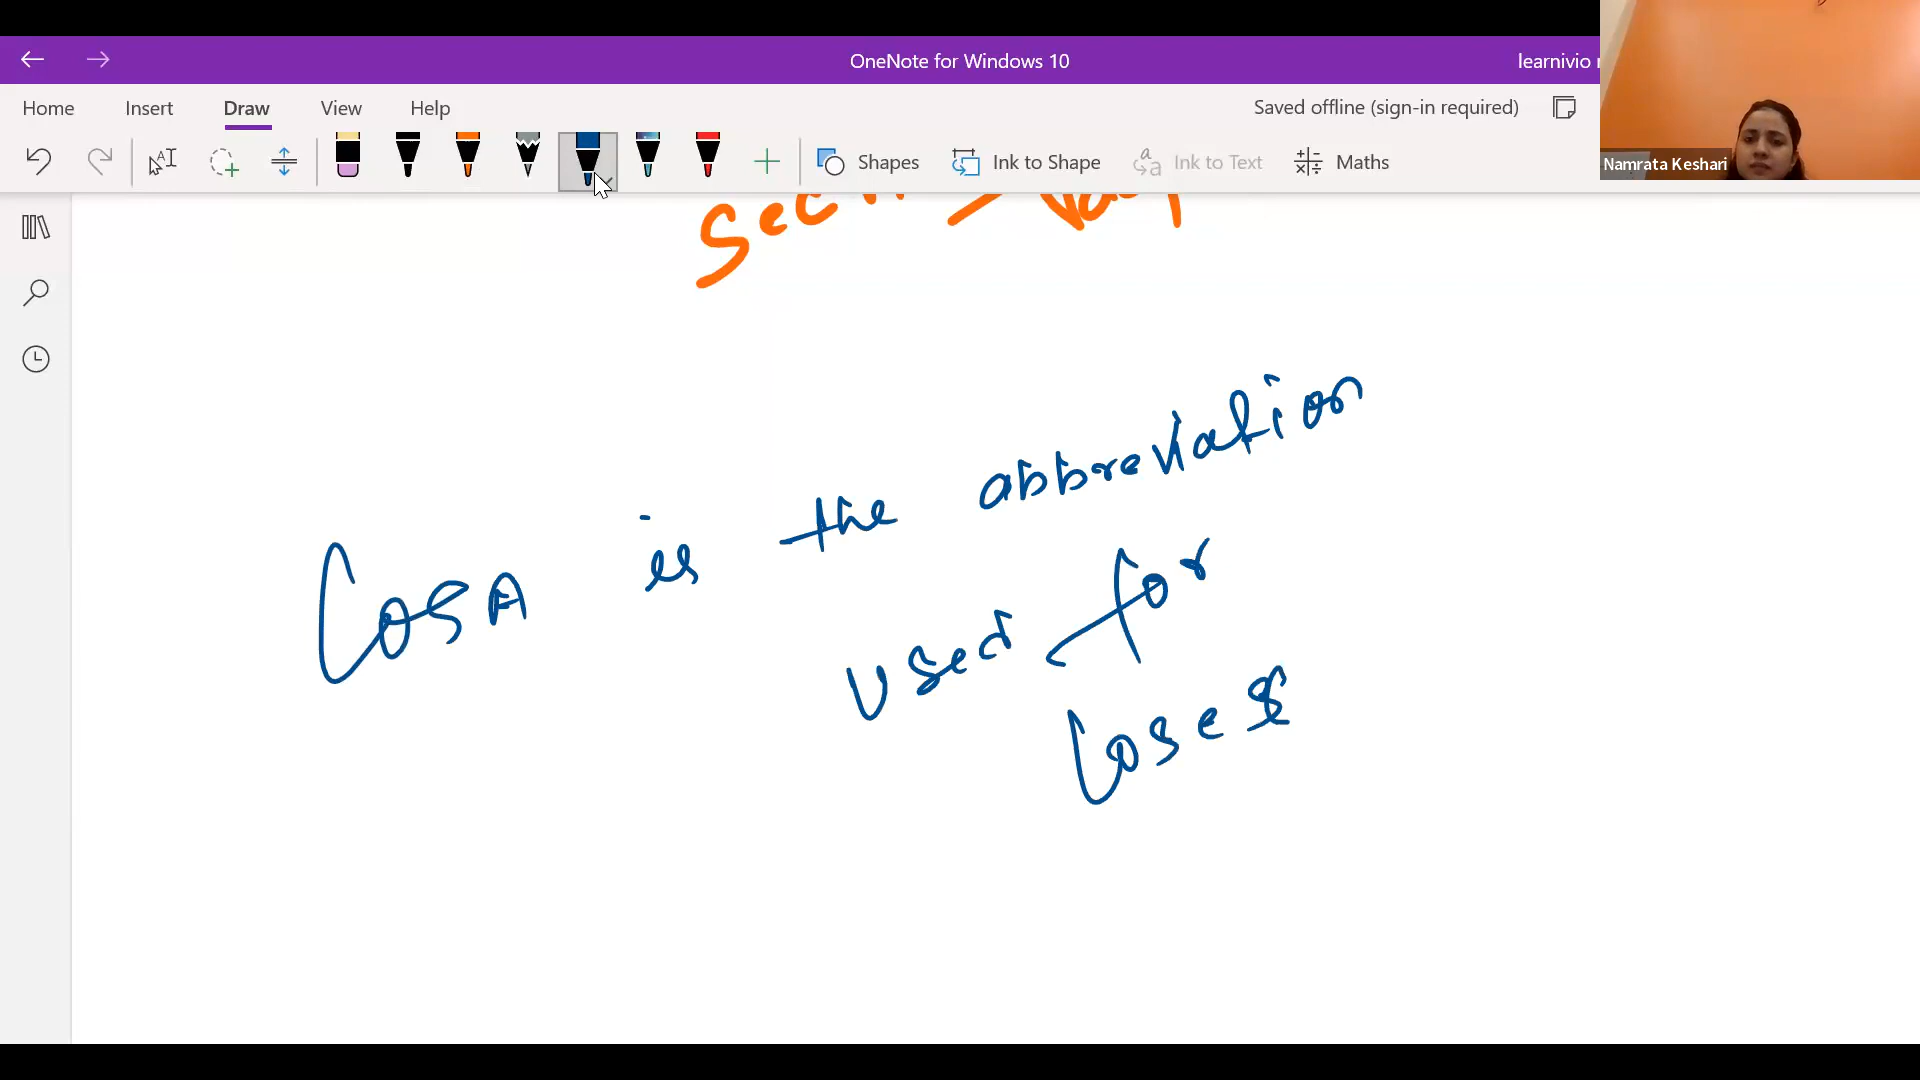 OneNote for Windows 10
learnivio
Home Insert Draw View Help
Saved offline (sign-in required)
Shapes Ink to Shape Ink to Text Maths
Namrata Keshari
CosA is the abbreviation
used for
Cose